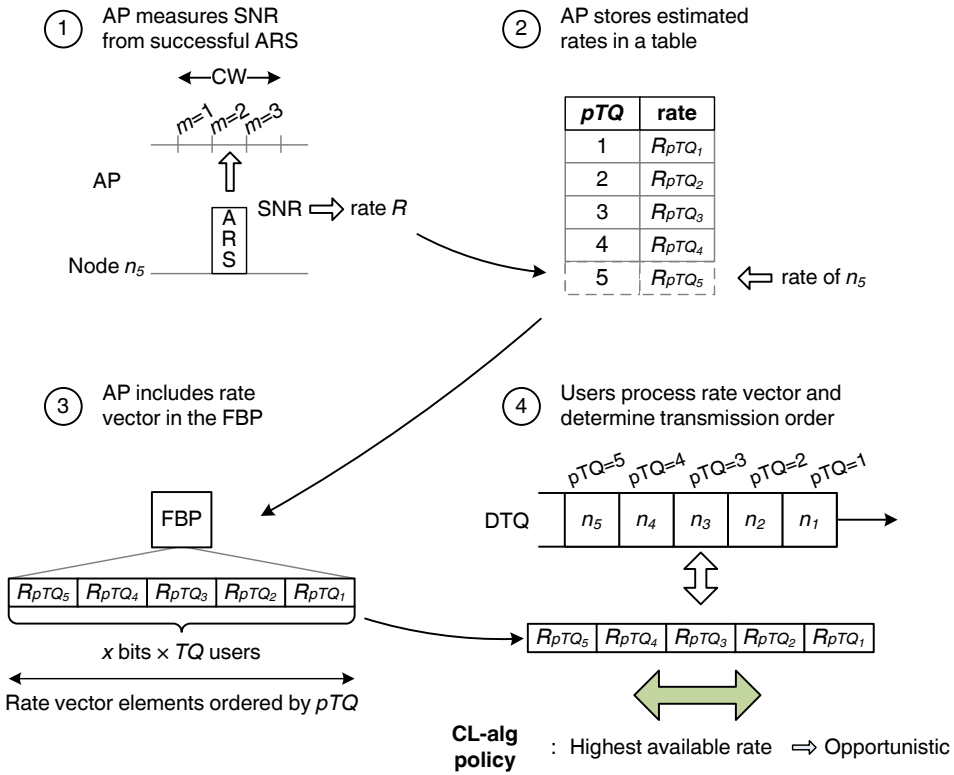 1 AP measures SNR
from successful ARS
CW
m=1 m=2 m=3
AP
A
R
S
SNR rate R
Node n5
2 AP stores estimated
rates in a table
pTQ rate
1 RpTQ1
2 RpTQ2
3 RpTQ3
4 RpTQ4
5 RpTQ5
rate of n5
3 AP includes rate
vector in the FBP
FBP
RpTQ5 RpTQ4 RpTQ3 RpTQ2 RpTQ1
x bits × TQ users
Rate vector elements ordered by pTQ
4 Users process rate vector and
determine transmission order
pTQ=5 pTQ=4 pTQ=3 pTQ=2 pTQ=1
DTQ n5 n4 n3 n2 n1
RpTQ5 RpTQ4 RpTQ3 RpTQ2 RpTQ1
CL-alg
policy : Highest available rate Opportunistic